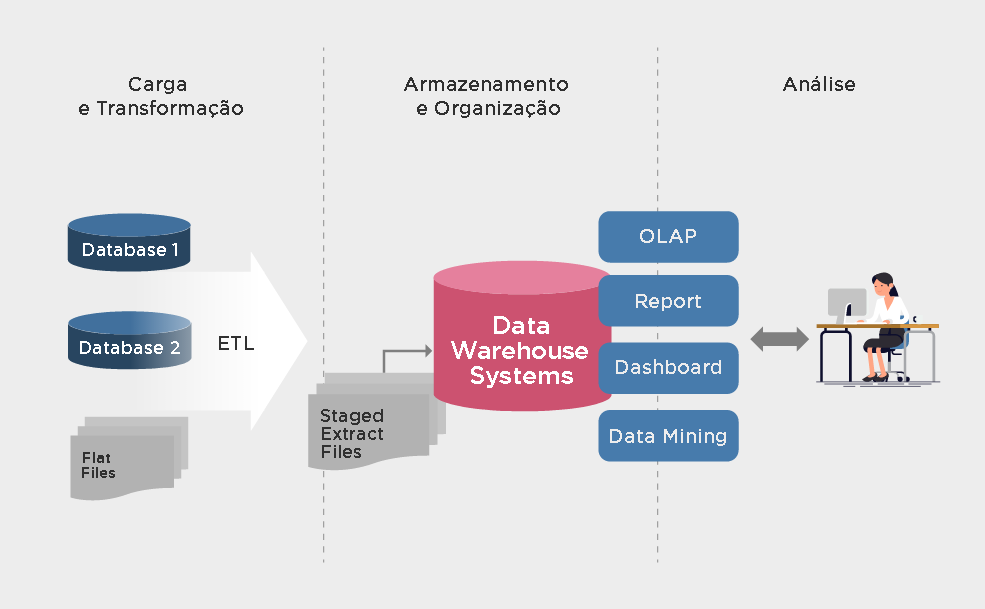 Carga
e Transformação
Armazenamento
e Organização
Análise
Database 1
Database 2
ETL
Flat
Files
Staged
Extract
Files
Data
Warehouse
Systems
OLAP
Report
Dashboard
Data Mining